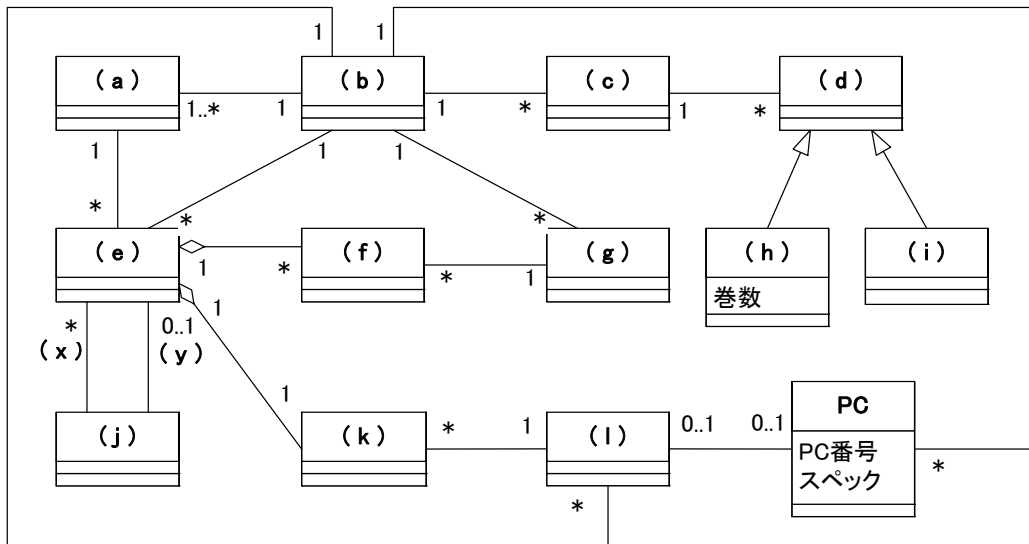 1 1
(a) (b) (c) (d)
1..* 1 1 * 1 *
1 1 1
* * *
(e) (f) (g) (h) (i)
1 * * 1
巻数
1
* 0..1
(x) (y)
1
(j) (k) (l) PC
* 1 0..1 0..1
PC番号
スペック
* *